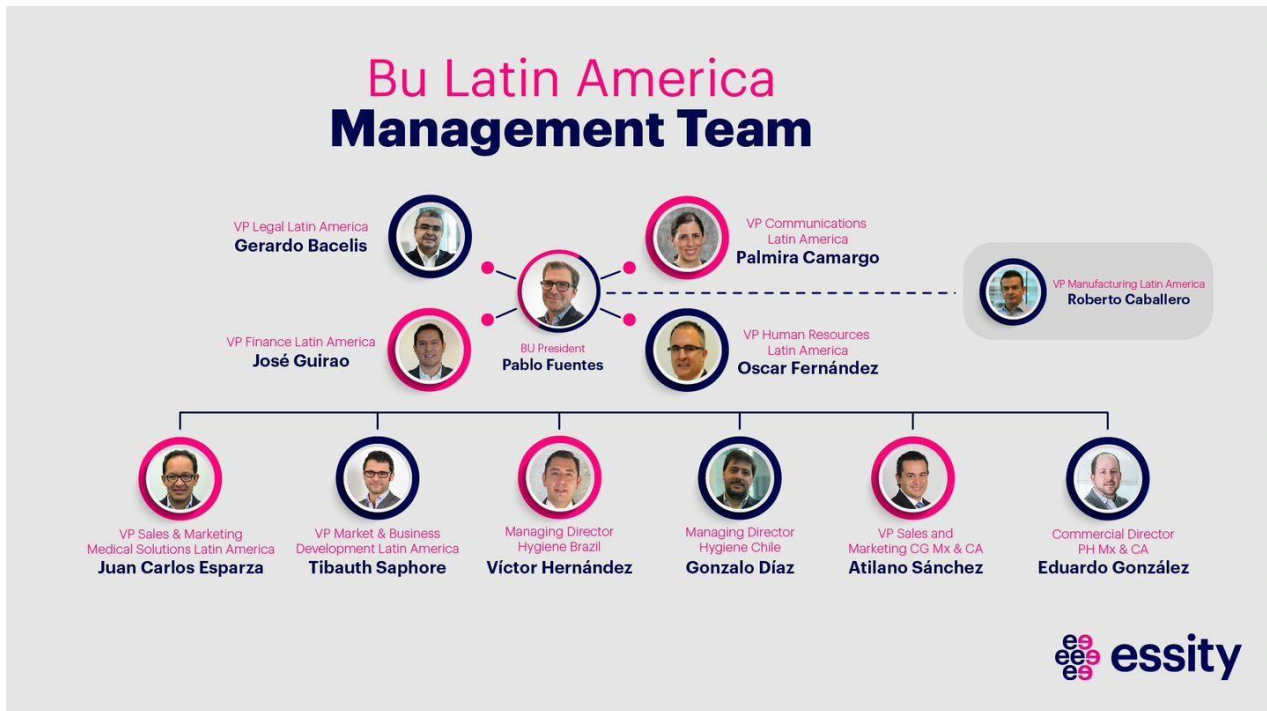 Bu Latin America
Management Team
VP Legal Latin America
Gerardo Bacelis
VP Communications
Latin America
Palmira Camargo
VP Manufacturing Latin America
Roberto Caballero
VP Finance Latin America
José Guirao
BU President
Pablo Fuentes
VP Human Resources
Latin America
Oscar Fernández
VP Sales & Marketing
Medical Solutions Latin America
Juan Carlos Esparza
VP Market & Business
Development Latin America
Tibauth Saphore
Managing Director
Hygiene Brazil
Víctor Hernández
Managing Director
Hygiene Chile
Gonzalo Díaz
VP Sales and
Marketing CG Mx & CA
Atilano Sánchez
Commercial Director
PH Mx & CA
Eduardo González
essity